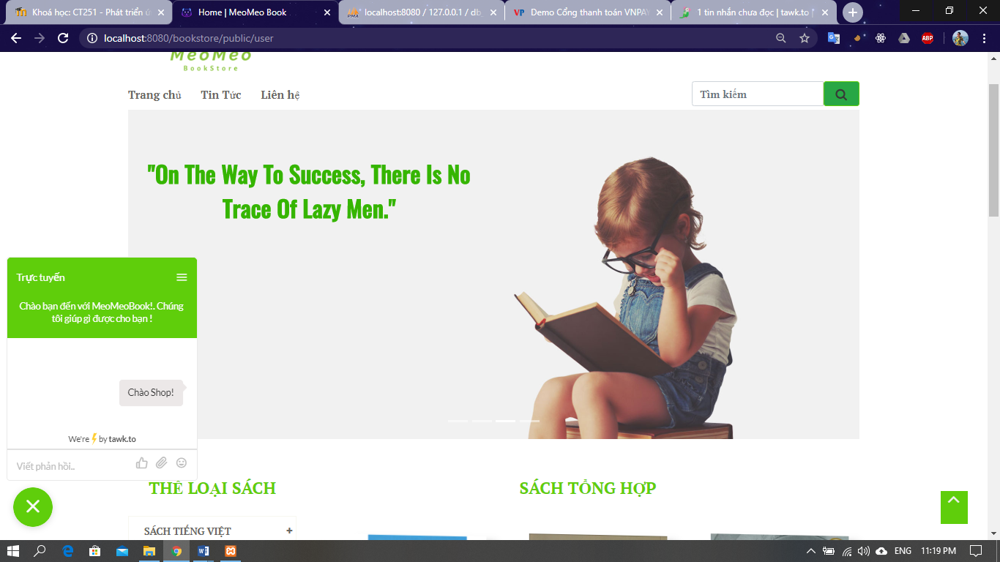 Khoá học: CT251 - Phát triển ứ
Home | MeoMeo Book
localhost:8080 / 127.0.0.1 / db_
Demo Cổng thanh toán VNPAY
1 tin nhắn chưa đọc | tawk.to |
localhost:8080/bookstore/public/user
ABP
MeoMeo
BookStore
Trang chủ Tin Tức Liên hệ
Tìm kiếm
"On The Way To Success, There Is No
Trace Of Lazy Men."
Trực tuyến
Chào bạn đến với MeoMeoBook!. Chúng
tôi giúp gì được cho bạn !
Chào Shop!
We're by tawk.to
Viết phản hồi..
THỂ LOẠI SÁCH
SÁCH TỔNG HỢP
SÁCH TIẾNG VIỆT +
ENG 11:19 PM